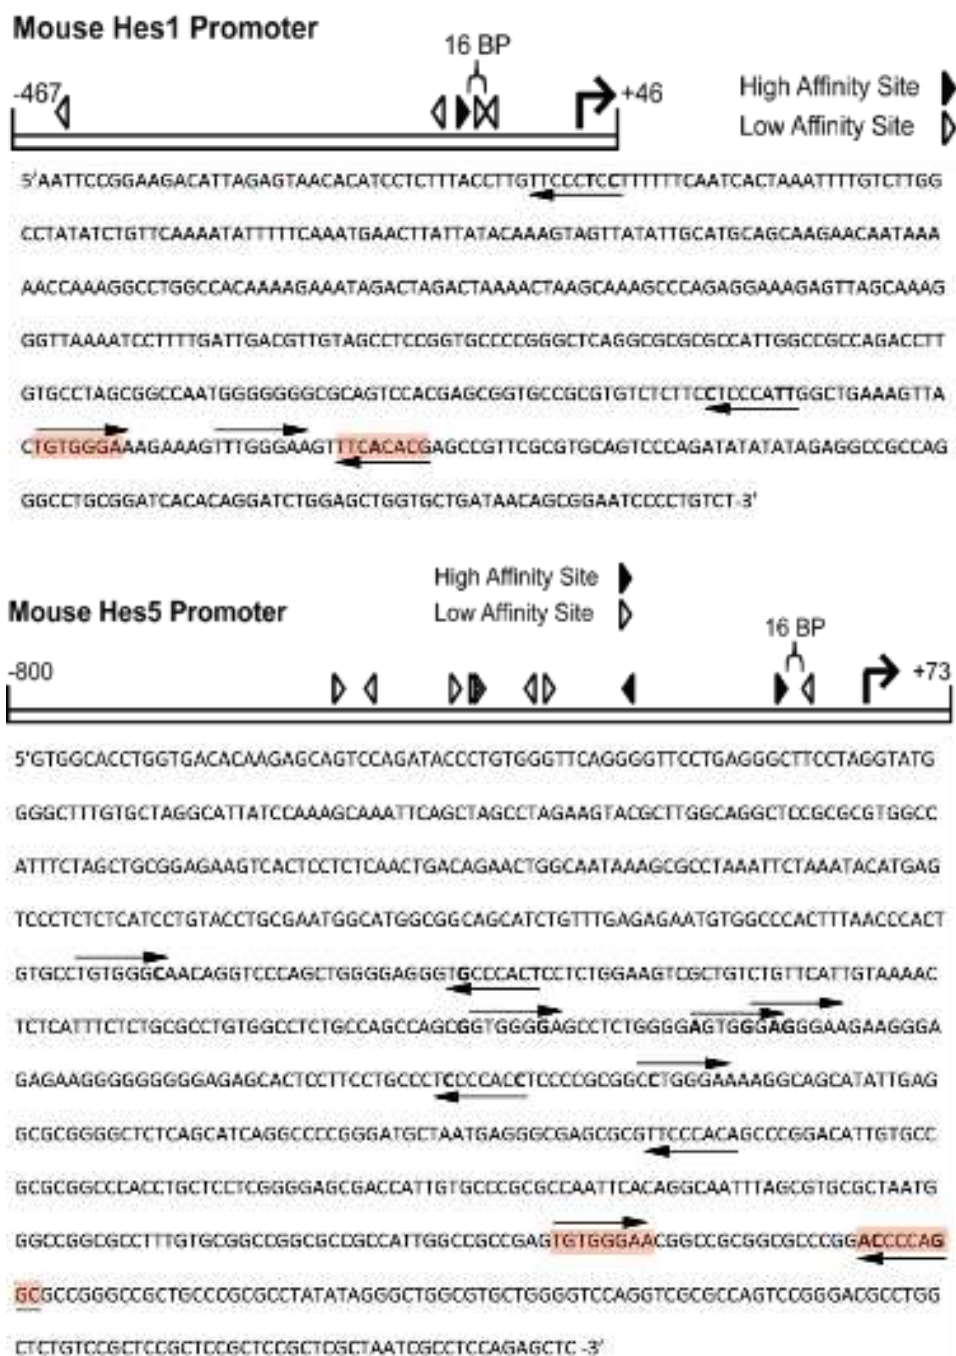 Mouse Hes1 Promoter
16 BP
-467
+46
High Affinity Site
Low Affinity Site
5'AATTCCGGAAGACATTAGAGTAACACATCCTCTTTACCTTGTTCCCTCCTTTTTTCAATCACTAAATTTTGTCTTGG
CCTATATCTGTTCAAAATATTTTTCAAATGAACTTATTATACAAAGTAGTTATATTGCATGCAGCAAGAACAATAAA
AACCAAAGGCCTGGCCACAAAAGAAATAGACTAGACTAAAACTAAGCAAAGCCCAGAGGAAAGAGTTAGCAAAG
GGTTAAAATCCTTTTGATTGACGTTGTAGCCTCCGGTGCCCCGGGCTCAGGCGCGCGCCATTGGCCGCCAGACCTT
GTGCCTAGCGGCCAATGGGGGGGCGCAGTCCACGAGCGGTGCCGCGTGTCTCTTCCTCCCATTGGCTGAAAGTTA
CTGTGGGAAAGAAAGTTTGGGAAGTTTCACACGAGCCGTTCGCGTGCAGTCCCAGATATATATAGAGGCCGCCAG
GGCCTGCGGATCACACAGGATCTGGAGCTGGTGCTGATAACAGCGGAATCCCCTGTCT-3'
High Affinity Site
Low Affinity Site
Mouse Hes5 Promoter
16 BP
-800
+73
5'GTGGCACCTGGTGACACAAGAGCAGTCCAGATACCCTGTGGGTTCAGGGGTTCCTGAGGGCTTCCTAGGTATG
GGGCTTTGTGCTAGGCATTATCCAAAGCAAATTCAGCTAGCCTAGAAGTACGCTTGGCAGGCTCCGCGCGTGGCC
ATTTCTAGCTGCGGAGAAGTCACTCCTCTCAACTGACAGAACTGGCAATAAAGCGCCTAAATTCTAAATACATGAG
TCCCTCTCTCATCCTGTACCTGCGAATGGCATGGCGGCAGCATCTGTTTGAGAGAATGTGGCCCACTTTAACCCACT
GTGCCTGTGGGCAACAGGTCCCAGCTGGGGAGGGTGCCCACTCCTCTGGAAGTCGCTGTCTGTTCATTGTAAAAC
TCTCATTTCTCTGCGCCTGTGGCCTCTGCCAGCCAGCGGTGGGGAGCCTCTGGGGAGTGGGAGGGAAGAAGGGA
GAGAAGGGGGGGGGAGAGCACTCCTTCCTGCCCTCCCCACCTCCCCGCGGCCTGGGAAAAGGCAGCATATTGAG
GCGCGGGGCTCTCAGCATCAGGCCCCGGGATGCTAATGAGGGCGAGCGCGTTCCCACAGCCCGGACATTGTGCC
GCGCGGCCCACCTGCTCCTCGGGGAGCGACCATTGTGCCCGCGCCAATTCACAGGCAATTTAGCGTGCGCTAATG
GGCCGGCGCCTTTGTGCGGCCGGCGCCGCCATTGGCCGCCGAGTGTGGGAACGGCCGCGGCGCCCGGACCCCAG
GCGCCGGGCCGCTGCCCGCGCCTATATAGGGCTGGCGTGCTGGGGTCCAGGTCGCGCCAGTCCGGGACGCCTGG
CTCTGTCCGCTCCGCTCCGCTCCGCTCGCTAATCGCCTCCAGAGCTC -3'